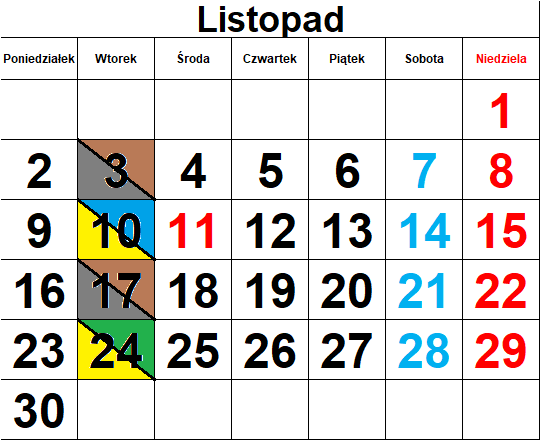 Listopad
Poniedziałek Wtorek Środa Czwartek Piątek Sobota Niedziela
1
2 3 4 5 6 7 8
9 10 11 12 13 14 15
16 17 18 19 20 21 22
23 24 25 26 27 28 29
30